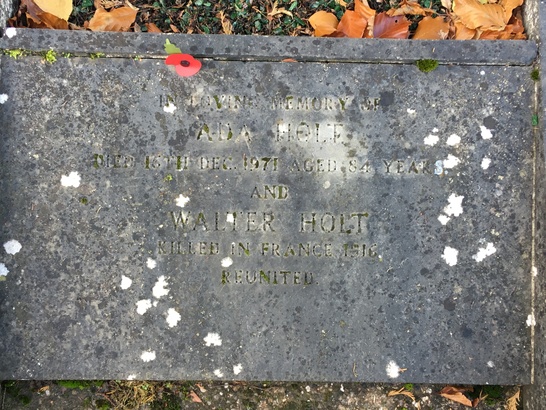 IN LOVING MEMORY OF
ADA HOLT
DIED 15TH DEC. 1971 AGED 84 YEARS
AND
WALTER HOLT
KILLED IN FRANCE 1916
REUNITED